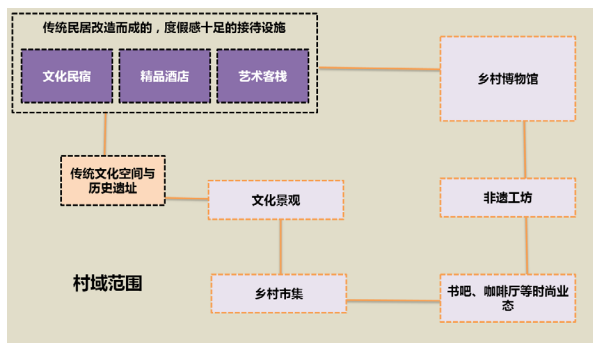 传统民居改造而成的，度假感十足的接待设施
文化民宿
精品酒店
艺术客栈
乡村博物馆
传统文化空间与
历史遗址
文化景观
非遗工坊
村域范围
乡村市集
书吧、咖啡厅等时尚业
态